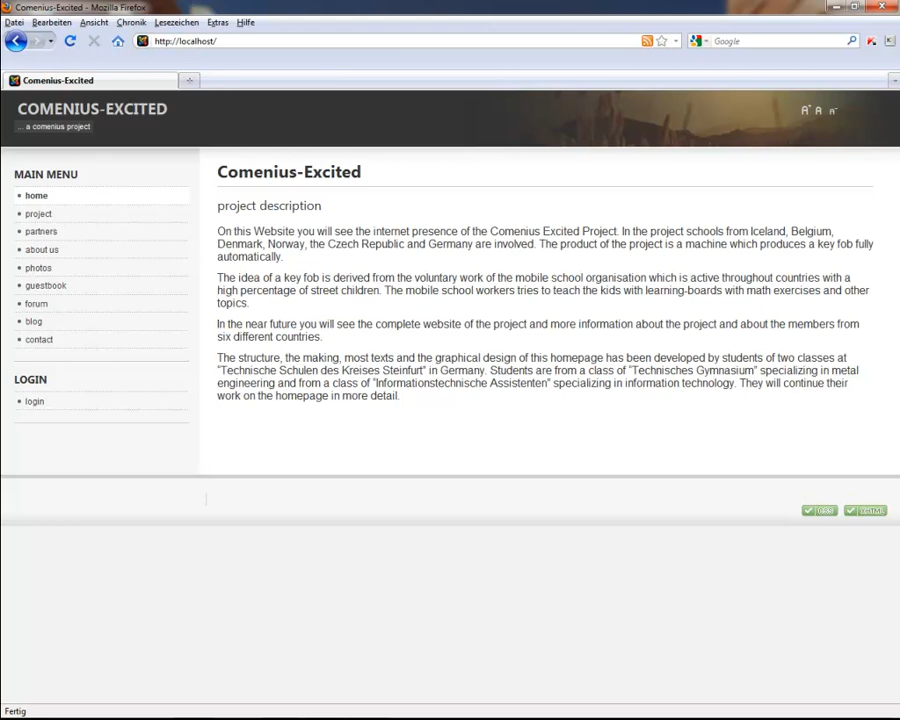 Comenius-Excited - Mozilla Firefox
Datei Bearbeiten Ansicht Chronik Lesezeichen Extras Hilfe
http://localhost/
Google
Comenius-Excited
COMENIUS-EXCITED
... a comenius project
A+ A A-
MAIN MENU
home
project
partners
about us
photos
guestbook
forum
blog
contact
LOGIN
login
Comenius-Excited
project description
On this Website you will see the internet presence of the Comenius Excited Project. In the project schools from Iceland, Belgium,
Denmark, Norway, the Czech Republic and Germany are involved. The product of the project is a machine which produces a key fob fully
automatically.
The idea of a key fob is derived from the voluntary work of the mobile school organisation which is active throughout countries with a
high percentage of street children. The mobile school workers tries to teach the kids with learning-boards with math exercises and other
topics.
In the near future you will see the complete website of the project and more information about the project and about the members from
six different countries.
The structure, the making, most texts and the graphical design of this homepage has been developed by students of two classes at
"Technische Schulen des Kreises Steinfurt" in Germany. Students are from a class of "Technisches Gymnasium" specializing in metal
engineering and from a class of "Informationstechnische Assistenten" specializing in information technology. They will continue their
work on the homepage in more detail.
CSS XHTML
Fertig